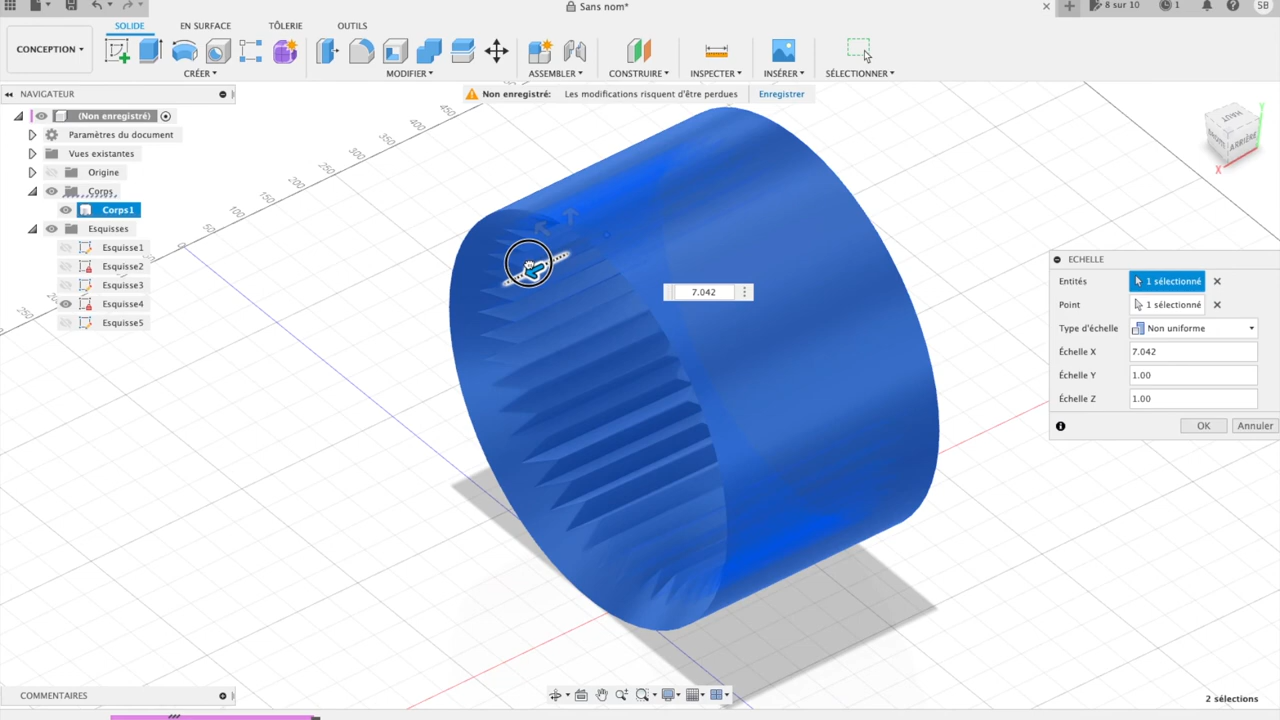 Sans nom*
8 sur 10
1
SB
SOLIDE
EN SURFACE
TÔLERIE
OUTILS
CONCEPTION
CRÉER
MODIFIER
ASSEMBLER
CONSTRUIRE
INSPECTER
INSÉRER
SÉLECTIONNER
NAVIGATEUR
Non enregistré:
Les modifications risquent d'être perdues
Enregistrer
(Non enregistré)
Paramètres du document
Vues existantes
Origine
Corps
Corps1
Esquisses
Esquisse1
Esquisse2
Esquisse3
Esquisse4
Esquisse5
450
400
350
300
250
200
150
100
50
-250
HAUT
ARRIÈRE
X
Y
7.042
ECHELLE
Entités
1 sélectionné
Point
1 sélectionné
Type d'échelle
Non uniforme
Échelle X
7.042
Échelle Y
1.00
Échelle Z
1.00
OK
Annuler
COMMENTAIRES
2 sélections